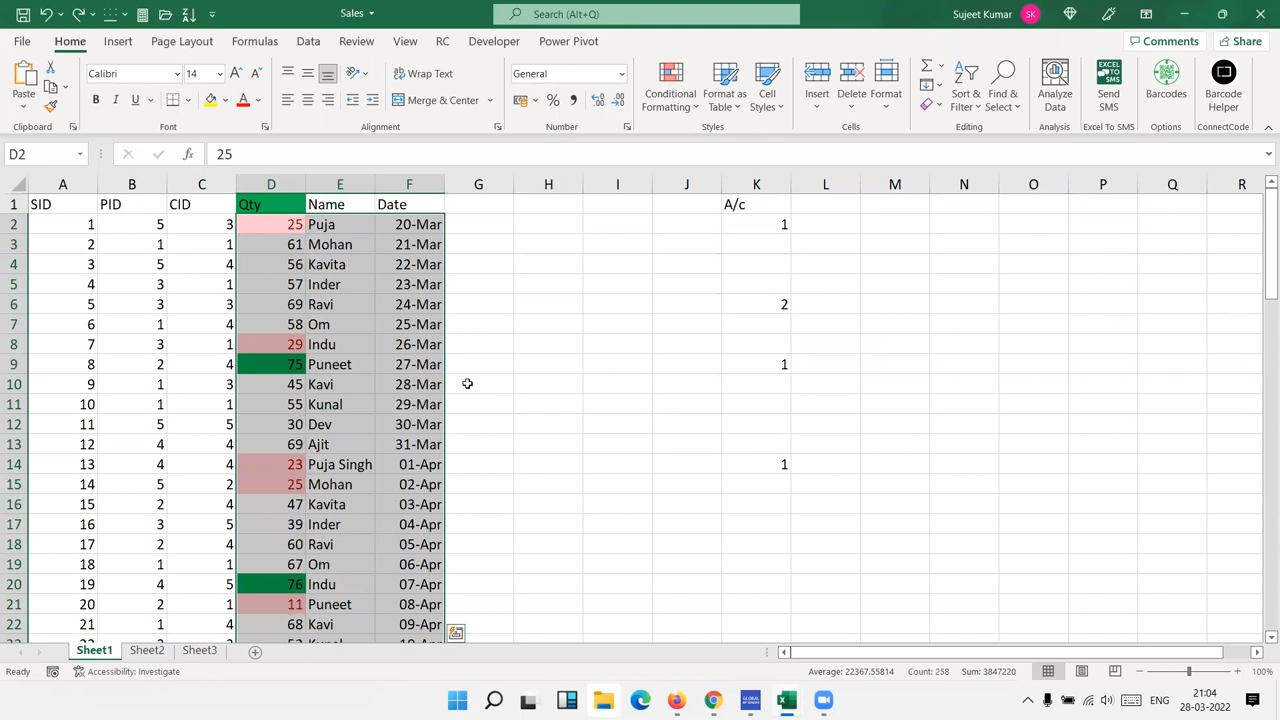 Sales
Search (Alt+Q)
Sujeet Kumar
SK
File Home Insert Page Layout Formulas Data Review View RC Developer Power Pivot
Comments Share
Calibri 14 Wrap Text General
Paste
B I U Merge & Center
Conditional Formatting
Format as Table
Cell Styles
Insert Delete Format
Sort & Filter
Find & Select
Analyze Data
Send SMS
Barcodes
Barcode Helper
Clipboard Font Alignment Number Styles Cells Editing Analysis Excel To SMS Options ConnectCode
D2 fx 25
A B C D E F G H I J K L M N O P Q R
1 SID PID CID Qty Name Date A/c
2 1 5 3 25 Puja 20-Mar 1
3 2 1 1 61 Mohan 21-Mar
4 3 5 4 56 Kavita 22-Mar
5 4 3 1 57 Inder 23-Mar
6 5 3 3 69 Ravi 24-Mar 2
7 6 1 4 58 Om 25-Mar
8 7 3 1 29 Indu 26-Mar
9 8 2 4 75 Puneet 27-Mar 1
10 9 1 3 45 Kavi 28-Mar
11 10 1 1 55 Kunal 29-Mar
12 11 5 5 30 Dev 30-Mar
13 12 4 4 69 Ajit 31-Mar
14 13 4 4 23 Puja Singh 01-Apr 1
15 14 5 2 25 Mohan 02-Apr
16 15 2 4 47 Kavita 03-Apr
17 16 3 5 39 Inder 04-Apr
18 17 2 4 60 Ravi 05-Apr
19 18 1 1 67 Om 06-Apr
20 19 4 5 76 Indu 07-Apr
21 20 2 1 11 Puneet 08-Apr
22 21 1 4 68 Kavi 09-Apr
Sheet1 Sheet2 Sheet3
Ready Accessibility: Investigate Average: 22367.55814 Count: 258 Sum: 3847220 100%
ENG
21:04
28-03-2022